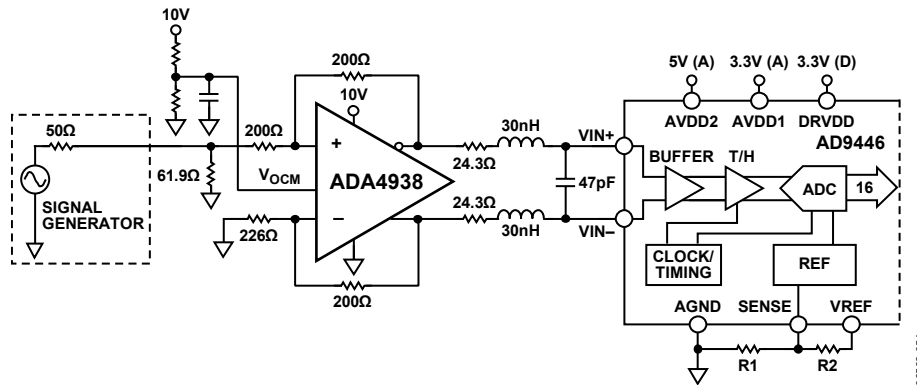 10V
200Ω
10V
5V (A)
3.3V (A)
3.3V (D)
AVDD2
AVDD1
DRVDD
AD9446
50Ω
200Ω
30nH
VIN+
BUFFER
T/H
+
24.3Ω
61.9Ω
VOCM
ADA4938
47pF
ADC
16
SIGNAL
GENERATOR
24.3Ω
–
226Ω
30nH
VIN–
CLOCK/
TIMING
REF
200Ω
AGND
SENSE
VREF
R1
R2